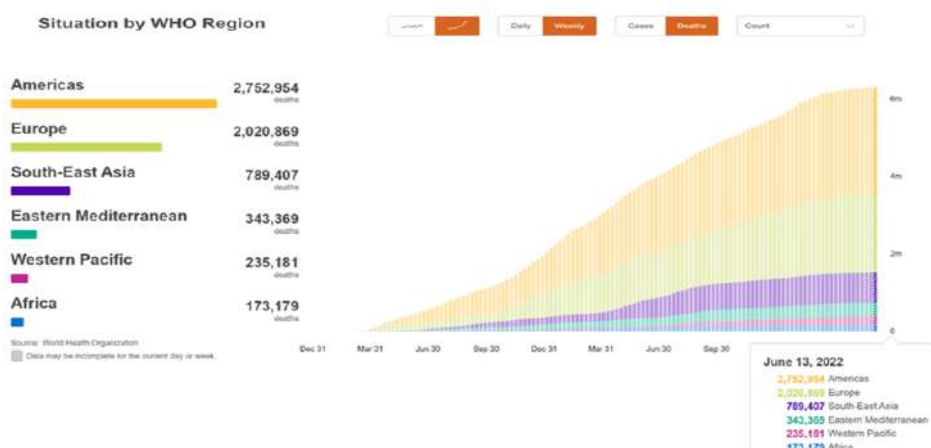 Situation by WHO Region
Daily Weekly Cases Deaths Count
Americas 2,752,954
deaths
Europe 2,020,869
deaths
South-East Asia 789,407
deaths
Eastern Mediterranean 343,369
deaths
Western Pacific 235,181
deaths
Africa 173,179
deaths
Source: World Health Organization
Data may be incomplete for the current day or week.
6m
4m
2m
0
Dec 31 Mar 31 Jun 30 Sep 30 Dec 31 Mar 31 Jun 30 Sep 30
June 13, 2022
2,752,954 Americas
2,020,869 Europe
789,407 South-East Asia
343,369 Eastern Mediterranean
235,181 Western Pacific
173,179 Africa